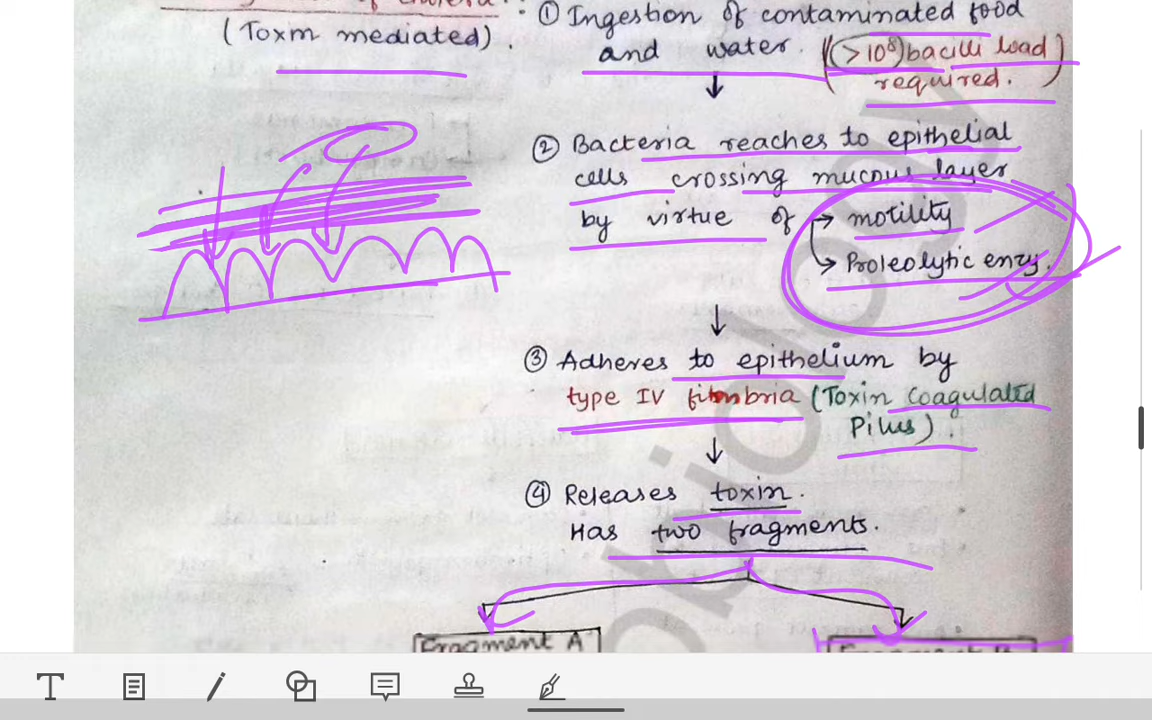 (Toxin mediated).
① Ingestion of contaminated food
and water. ((>10⁸) bacilli load
required.)
↓
② Bacteria reaches to epithelial
cells crossing mucous layer
by virtue of → motility
↳ Proleolytic enzy.
↓
③ Adheres to epithelium by
type IV fimbria (Toxin coagulated
Pilus).
↓
④ Releases toxin.
Has two fragments.
Fragment A
T